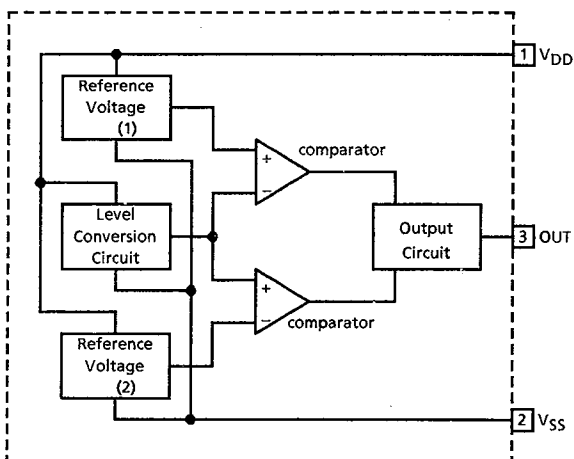 1 VDD
Reference
Voltage
(1)
+
−
comparator
Level
Conversion
Circuit
Output
Circuit
3 OUT
+
−
comparator
Reference
Voltage
(2)
2 VSS